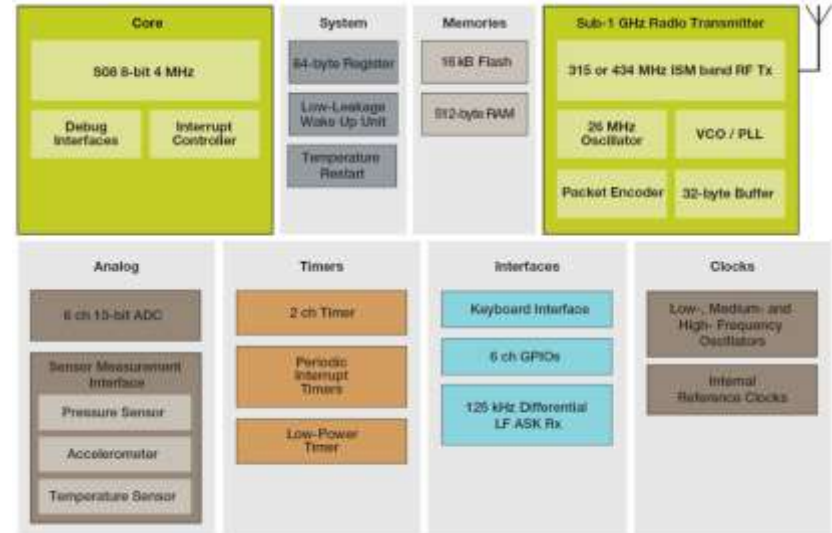 Core
S08 8-bit 4 MHz
Debug
Interfaces
Interrupt
Controller
System
64-byte Register
Low-Leakage
Wake Up Unit
Temperature
Restart
Memories
16 kB Flash
512-byte RAM
Sub-1 GHz Radio Transmitter
315 or 434 MHz ISM band RF Tx
26 MHz
Oscillator
VCO / PLL
Packet Encoder
32-byte Buffer
Analog
6 ch 10-bit ADC
Sensor Measurement
Interface
Pressure Sensor
Accelerometer
Temperature Sensor
Timers
2 ch Timer
Periodic
Interrupt
Timers
Low-Power
Timer
Interfaces
Keyboard Interface
6 ch GPIOs
125 kHz Differential
LF ASK Rx
Clocks
Low-, Medium- and
High- Frequency
Oscillators
Internal
Reference Clocks